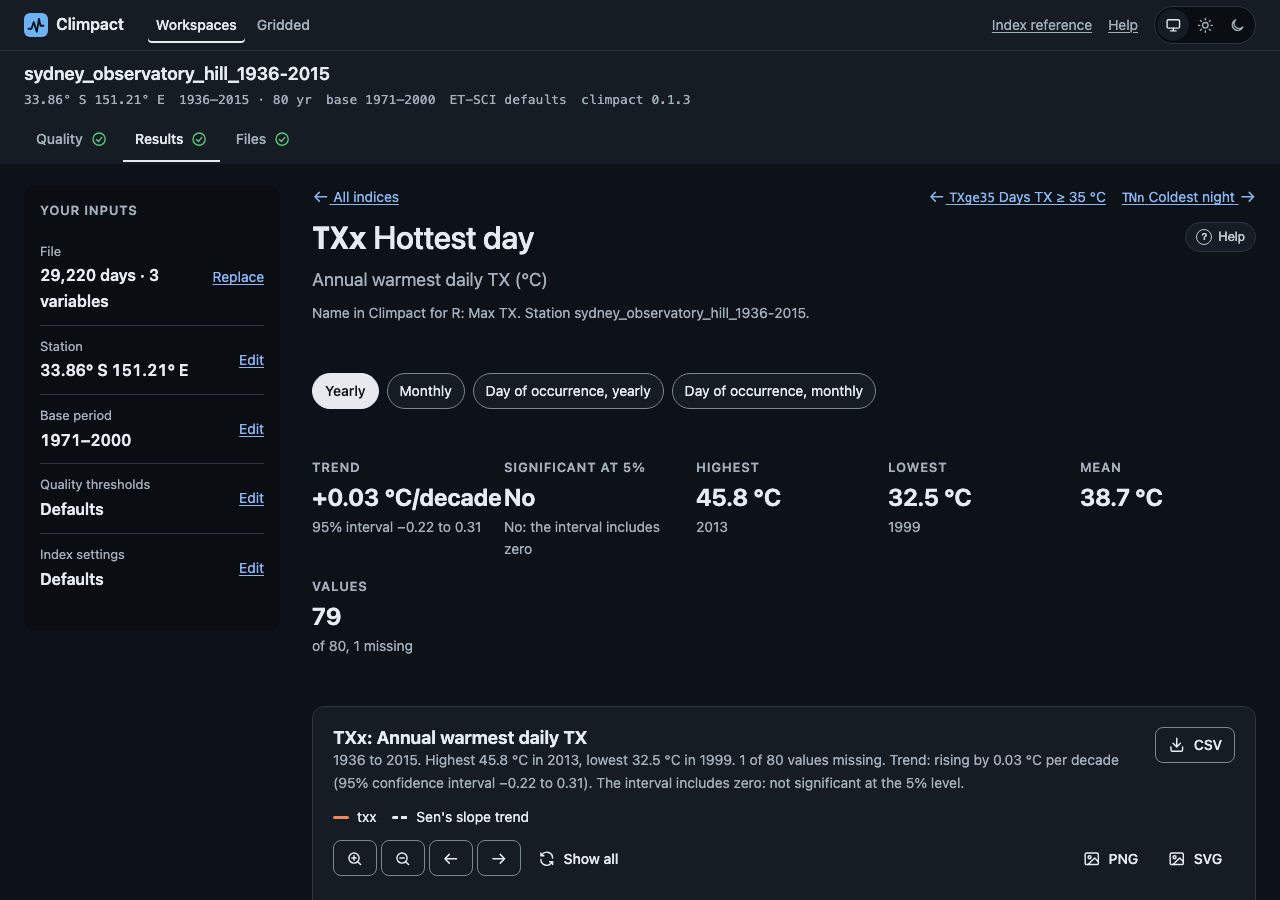 Climpact
Workspaces
Gridded
Index reference
Help
sydney_observatory_hill_1936-2015
33.86° S 151.21° E 1936–2015 · 80 yr base 1971–2000 ET-SCI defaults climpact 0.1.3
Quality
Results
Files
YOUR INPUTS
File
29,220 days · 3 variables
Replace
Station
33.86° S 151.21° E
Edit
Base period
1971–2000
Edit
Quality thresholds
Defaults
Edit
Index settings
Defaults
Edit
← All indices
← TXge35 Days TX ≥ 35 °C
TNn Coldest night →
TXx Hottest day
Help
Annual warmest daily TX (°C)
Name in Climpact for R: Max TX. Station sydney_observatory_hill_1936-2015.
Yearly
Monthly
Day of occurrence, yearly
Day of occurrence, monthly
TREND
+0.03 °C/decade
95% interval −0.22 to 0.31
SIGNIFICANT AT 5%
No
No: the interval includes zero
HIGHEST
45.8 °C
2013
LOWEST
32.5 °C
1999
MEAN
38.7 °C
VALUES
79
of 80, 1 missing
TXx: Annual warmest daily TX
1936 to 2015. Highest 45.8 °C in 2013, lowest 32.5 °C in 1999. 1 of 80 values missing. Trend: rising by 0.03 °C per decade
(95% confidence interval −0.22 to 0.31). The interval includes zero: not significant at the 5% level.
CSV
txx
Sen's slope trend
Show all
PNG
SVG